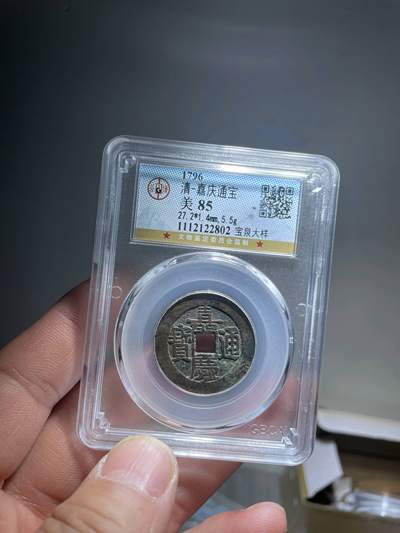 1796
清-嘉庆通宝
美 85
27.2*1.4mm,5.5g
1112122802 宝泉大样
嘉慶通寶